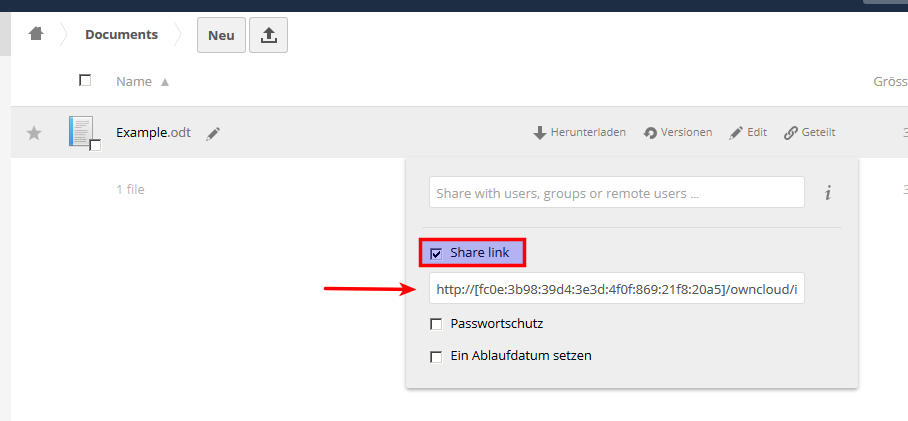 Documents Neu
Name Gröss
Example.odt Herunterladen Versionen Edit Geteilt 3
1 file 3
Share with users, groups or remote users ...
Share link
http://[fc0e:3b98:39d4:3e3d:4f0f:869:21f8:20a5]/owncloud/i
Passwortschutz
Ein Ablaufdatum setzen